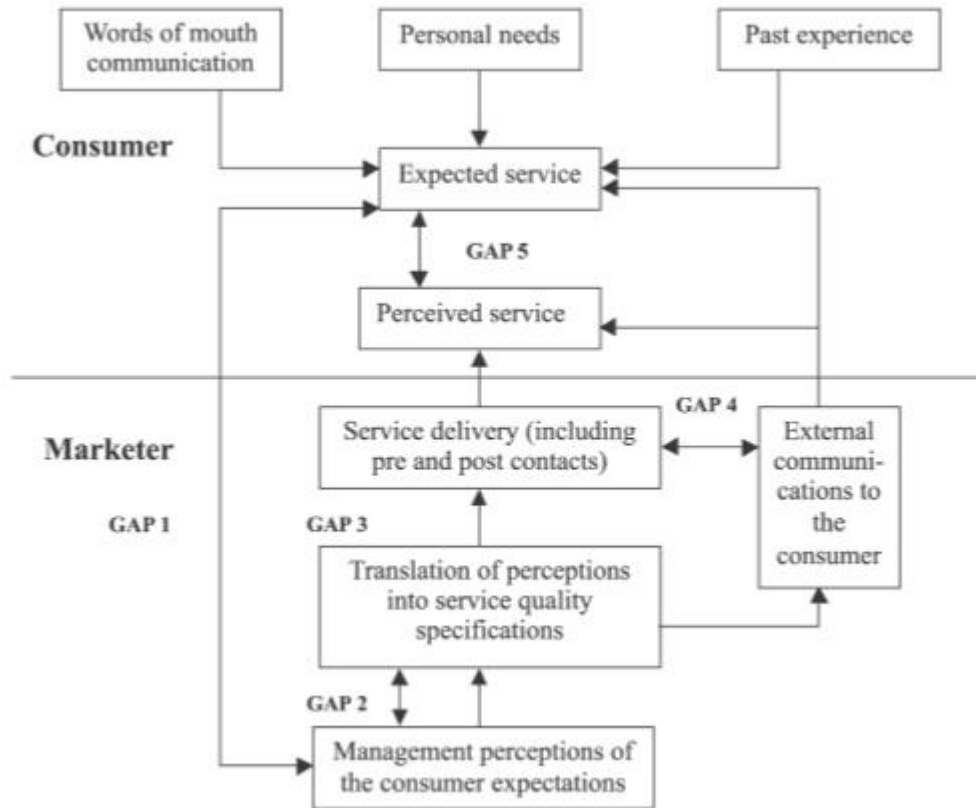 Words of mouth
communication
Personal needs
Past experience
Consumer
Expected service
GAP 5
Perceived service
GAP 4
Service delivery (including
pre and post contacts)
External
communi-
cations to
the
consumer
Marketer
GAP 1
GAP 3
Translation of perceptions
into service quality
specifications
GAP 2
Management perceptions of
the consumer expectations